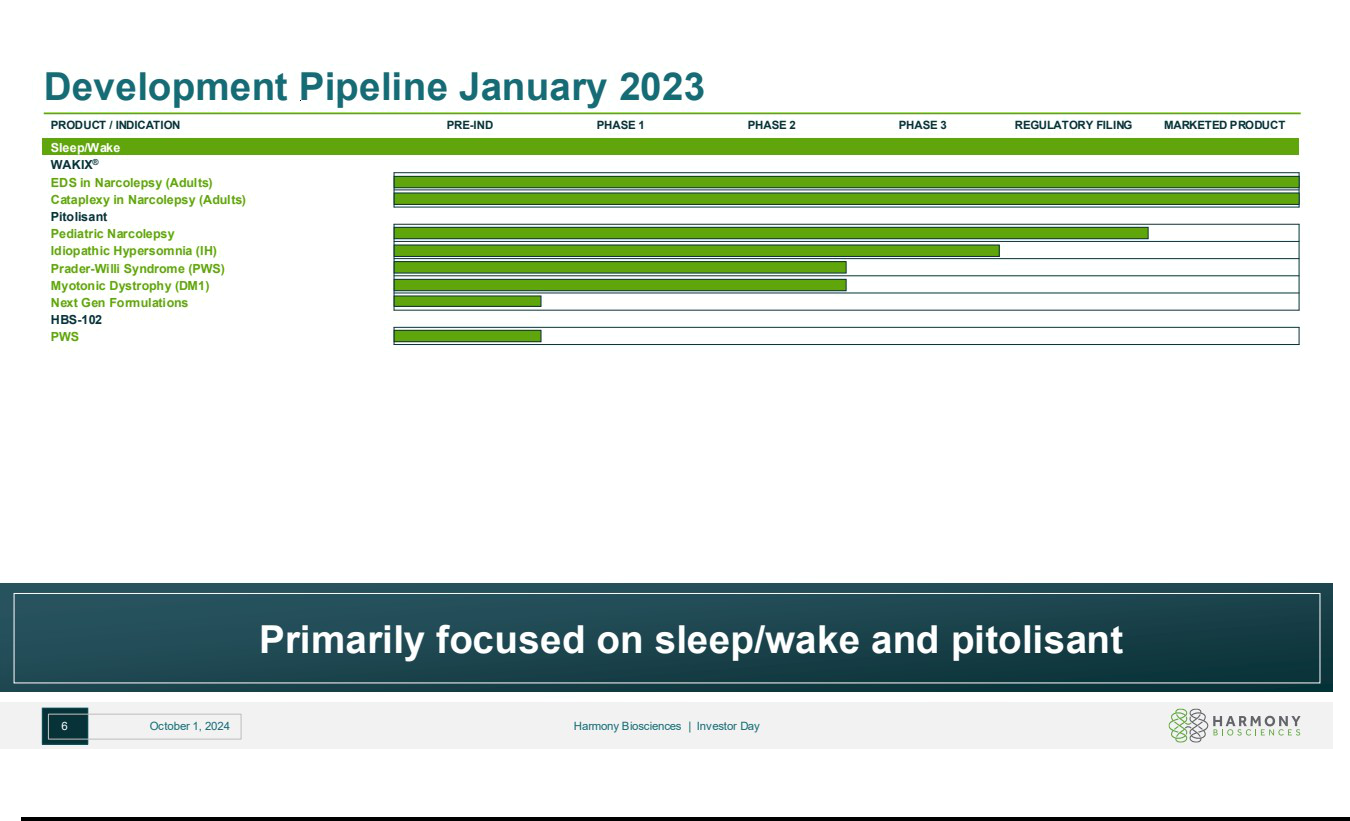 Development Pipeline January 2023
PRODUCT / INDICATION PRE-IND PHASE 1 PHASE 2 PHASE 3 REGULATORY FILING MARKETED PRODUCT
Sleep/Wake
WAKIX®
EDS in Narcolepsy (Adults)
Cataplexy in Narcolepsy (Adults)
Pitolisant
Pediatric Narcolepsy
Idiopathic Hypersomnia (IH)
Prader-Willi Syndrome (PWS)
Myotonic Dystrophy (DM1)
Next Gen Formulations
HBS-102
PWS
Primarily focused on sleep/wake and pitolisant
6 October 1, 2024 Harmony Biosciences | Investor Day
HARMONY
BIOSCIENCES